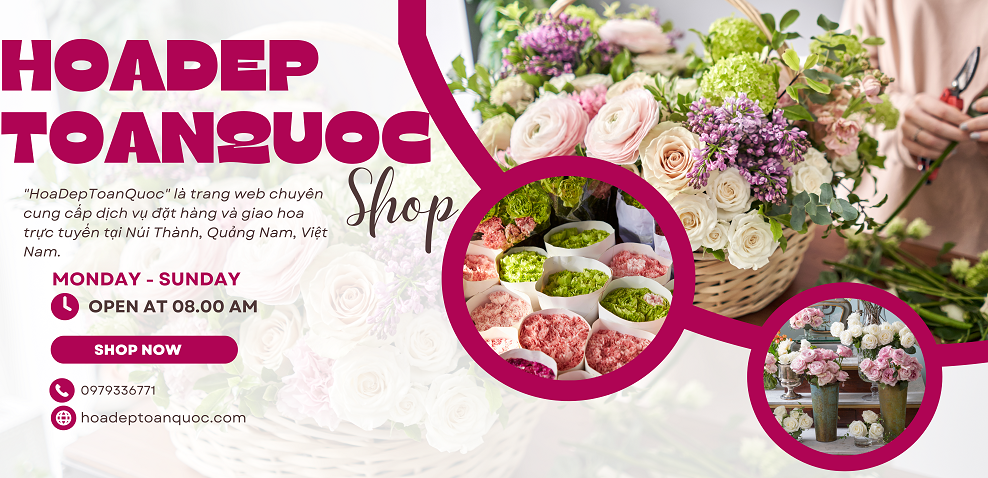 HOADEP
TOANQUOC
Shop
"HoaDepToanQuoc" là trang web chuyên
cung cấp dịch vụ đặt hàng và giao hoa
trực tuyến tại Núi Thành, Quảng Nam, Việt
Nam.
MONDAY - SUNDAY
OPEN AT 08.00 AM
SHOP NOW
0979336771
hoadeptoanquoc.com